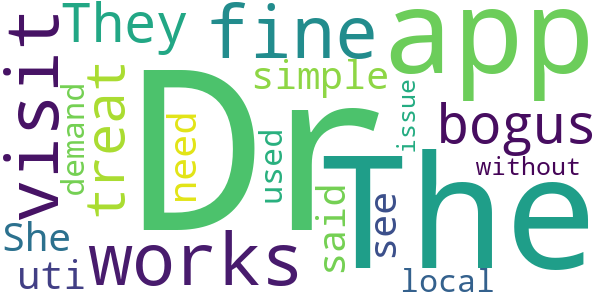 They
fine
app
visit
treat
simple
demand
need
Dr
used
issue
bogus
The
without
said
see
She
works
uti
local